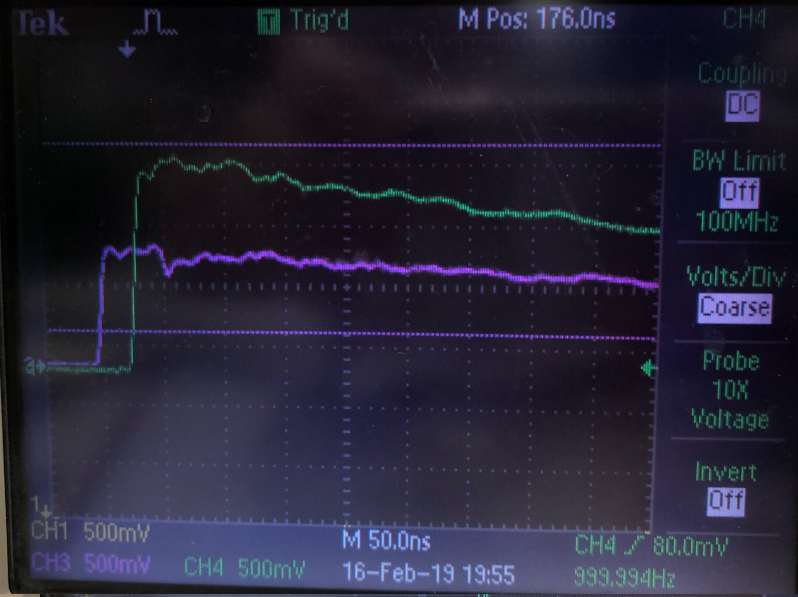 Tek
T Trig'd
M Pos: 176.0ns
CH4
Coupling
DC
BW Limit
Off
100MHz
Volts/Div
Coarse
Probe
10X
Voltage
Invert
Off
1
CH1 500mV
M 50.0ns
CH4 80.0mV
CH3 500mV
CH4 500mV
16-Feb-19 19:55
999.994Hz